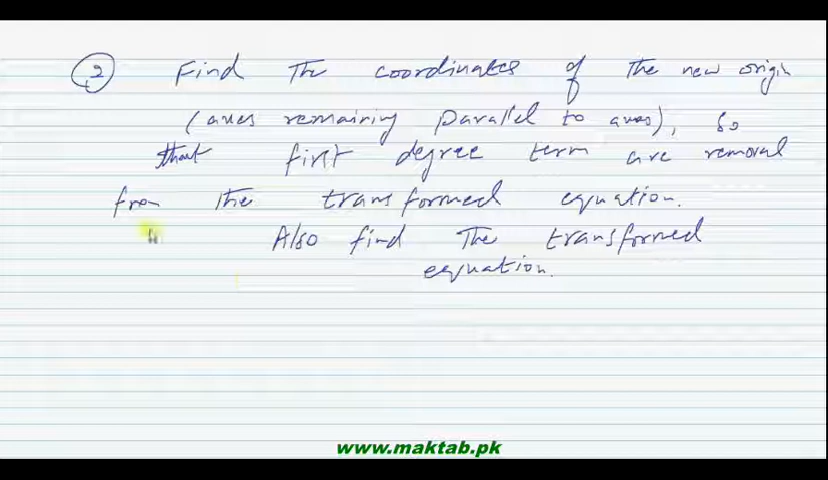 2 Find The coordinates of the new origin
(axes remaining parallel to axes), so
that first degree term are removal
from the transformed equation.
Also find The transformed
equation.
www.maktab.pk